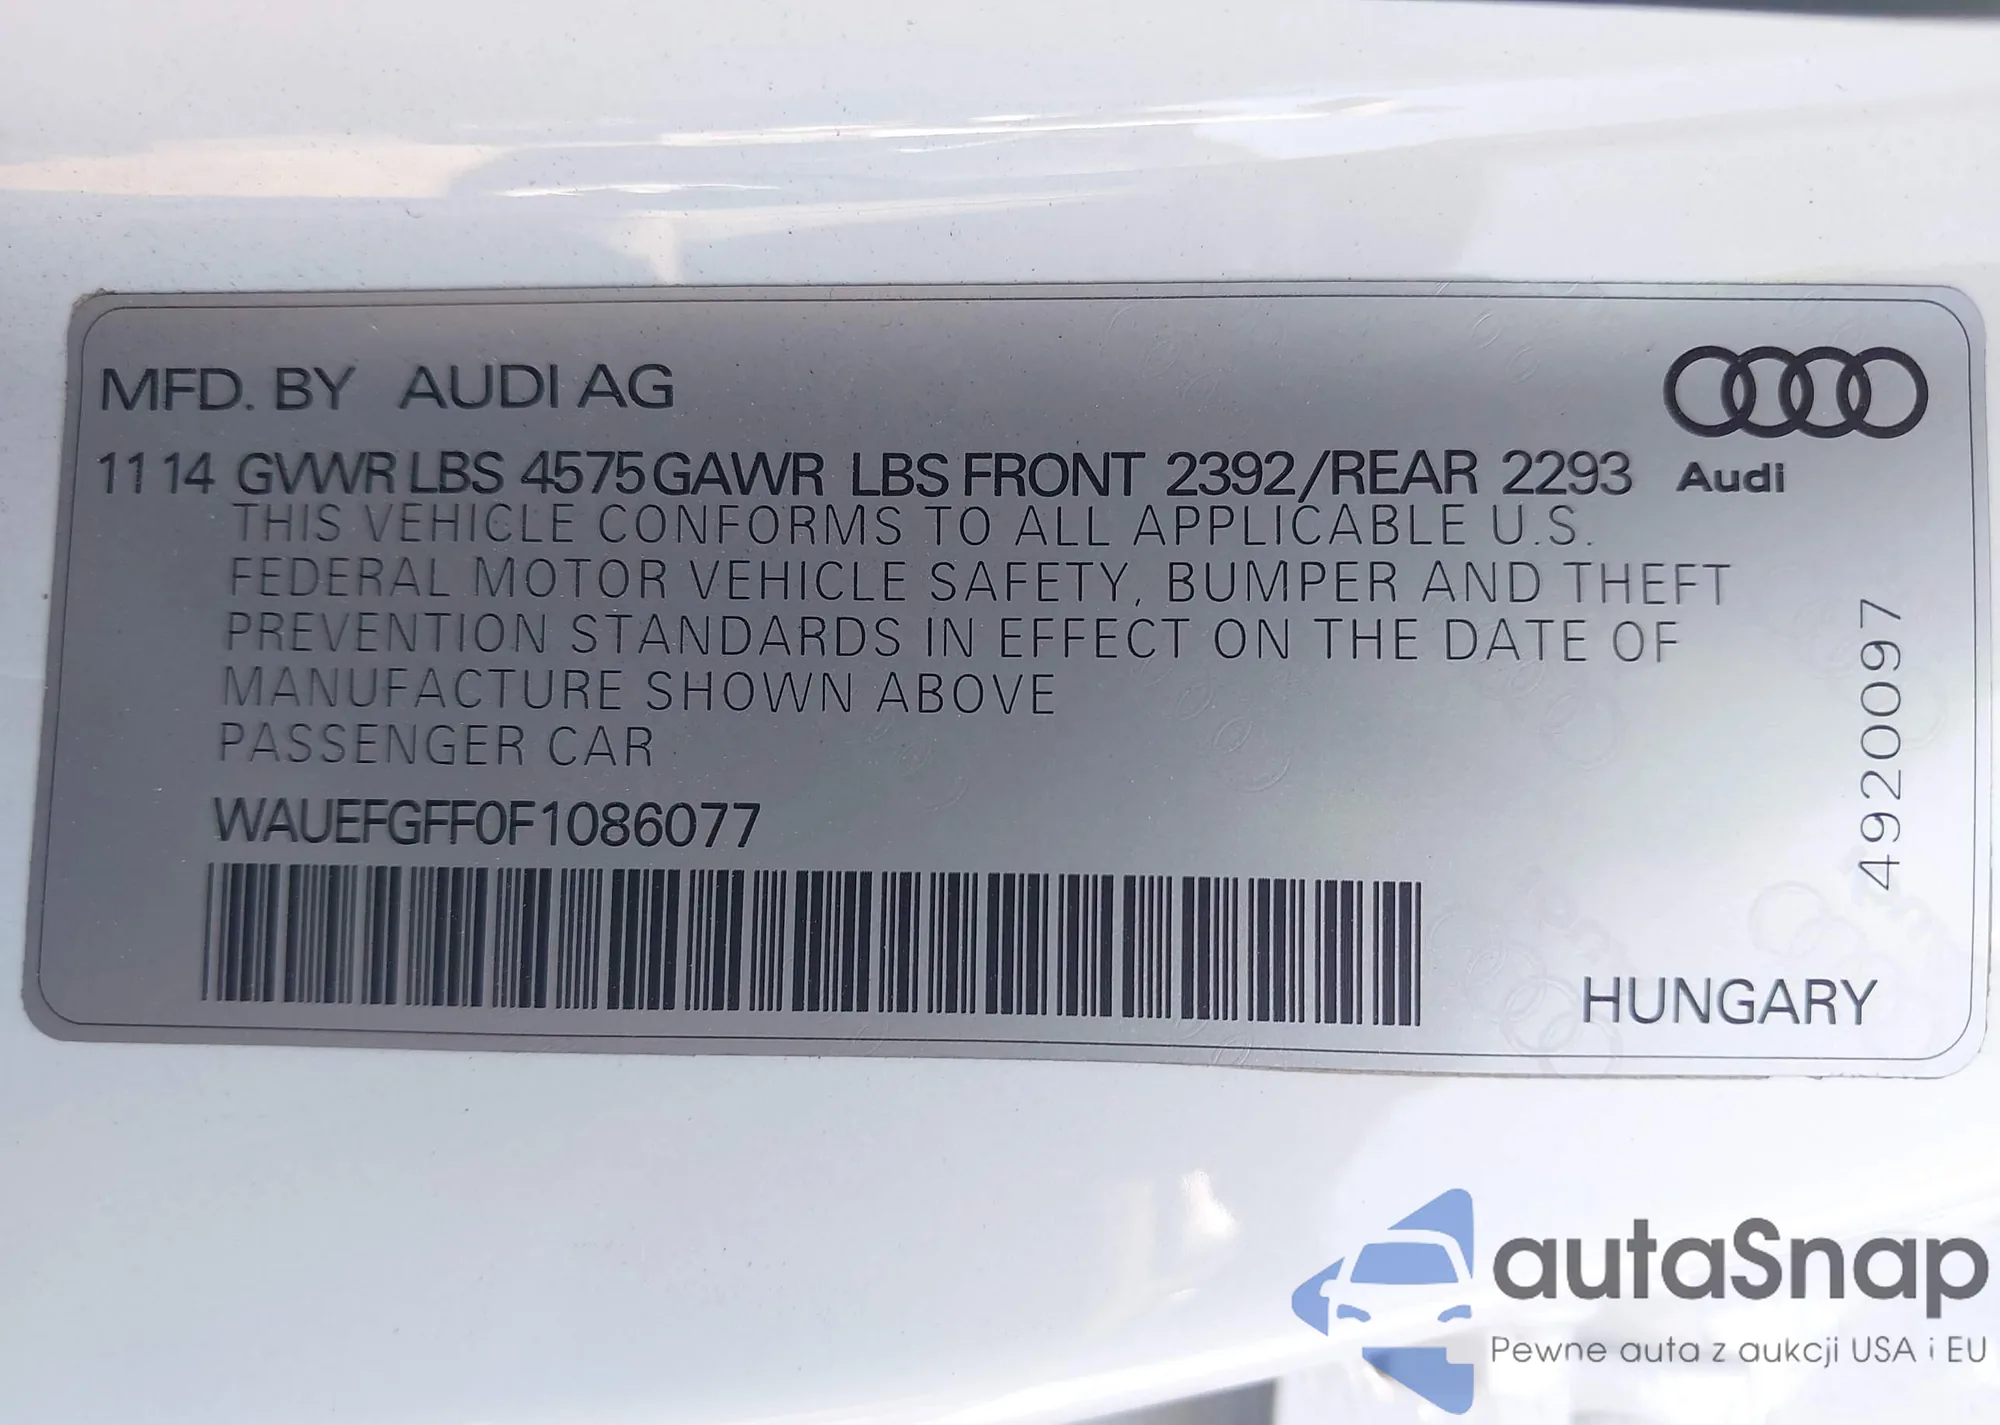 MFD. BY AUDI AG
1114 GVWR LBS 4575 GAWR LBS FRONT 2392/REAR 2293
Audi
THIS VEHICLE CONFORMS TO ALL APPLICABLE U.S.
FEDERAL MOTOR VEHICLE SAFETY, BUMPER AND THEFT
PREVENTION STANDARDS IN EFFECT ON THE DATE OF
MANUFACTURE SHOWN ABOVE
PASSENGER CAR
WAUEFGFF0F1086077
4920097
HUNGARY
autaSnap
Pewne auta z aukcji USA i EU